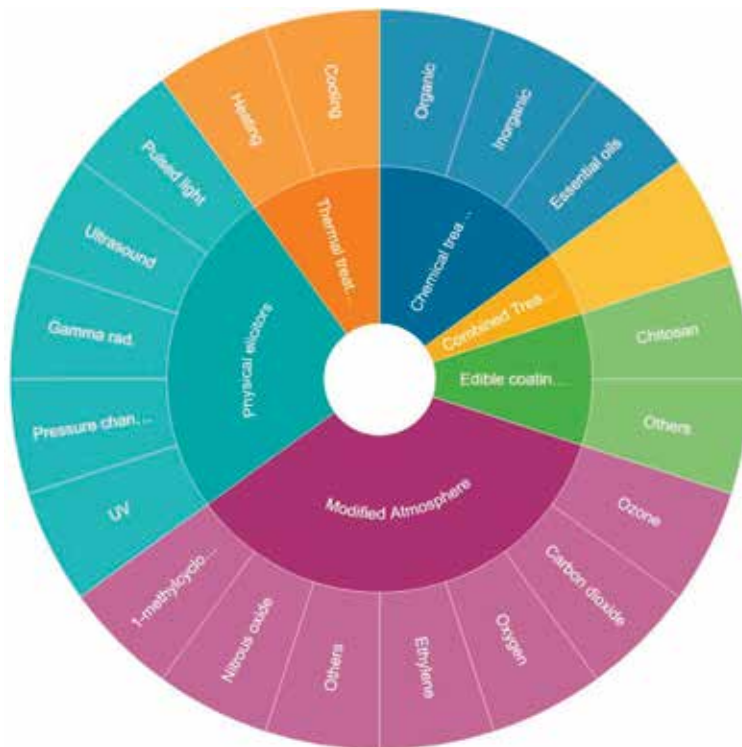 Organic
Inorganic
Essential oils
Chitosan
Others
Ozone
Carbon dioxide
Oxygen
Ethylene
Others
Nitrous oxide
1-methylcyclo...
UV
Pressure chan...
Gamma rad.
Ultrasound
Pulsed light
Heating
Cooling
Chemical trea...
Combined Trea...
Edible coatin...
Modified Atmosphere
Physical elicitors
Thermal treat...